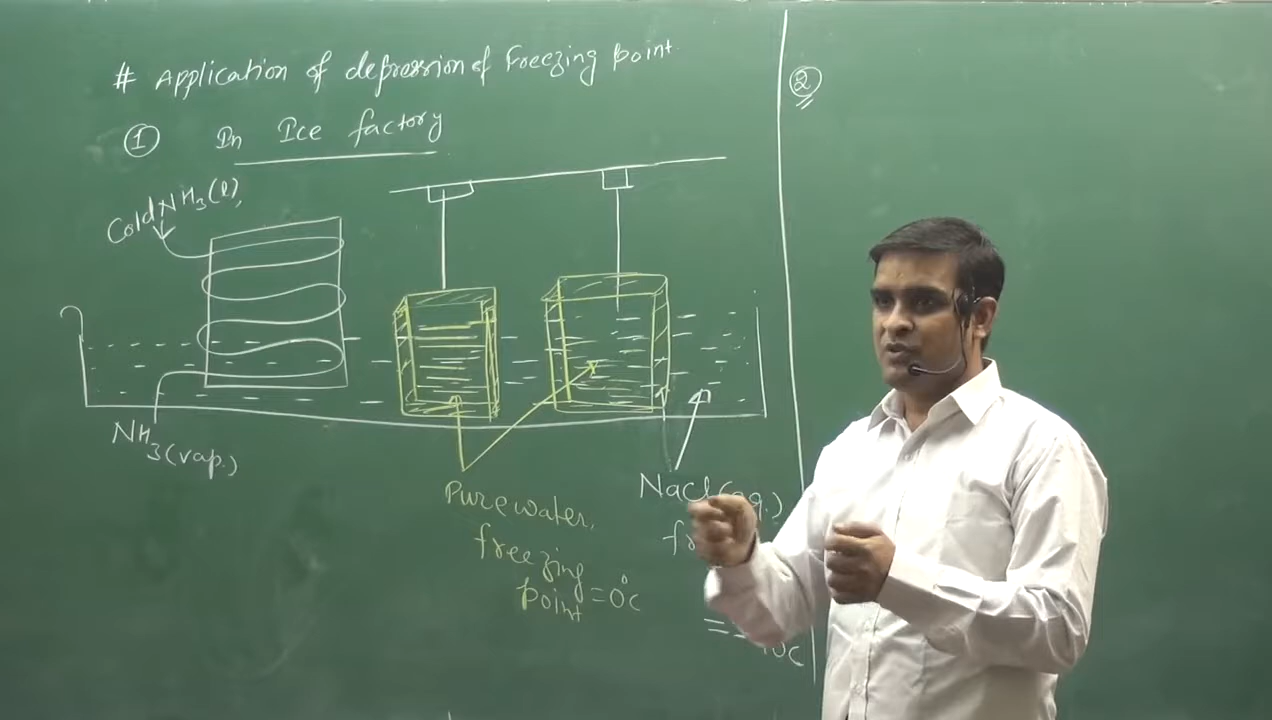 # Application of depression of Freezing point.
① In Ice factory
②
Cold NH3(l),
NH3(vap.)
Pure water,
freezing
point = 0°C
NaCl(aq.)